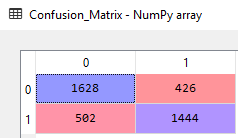 Confusion_Matrix - NumPy array
0 1
0 1628 426
1 502 1444